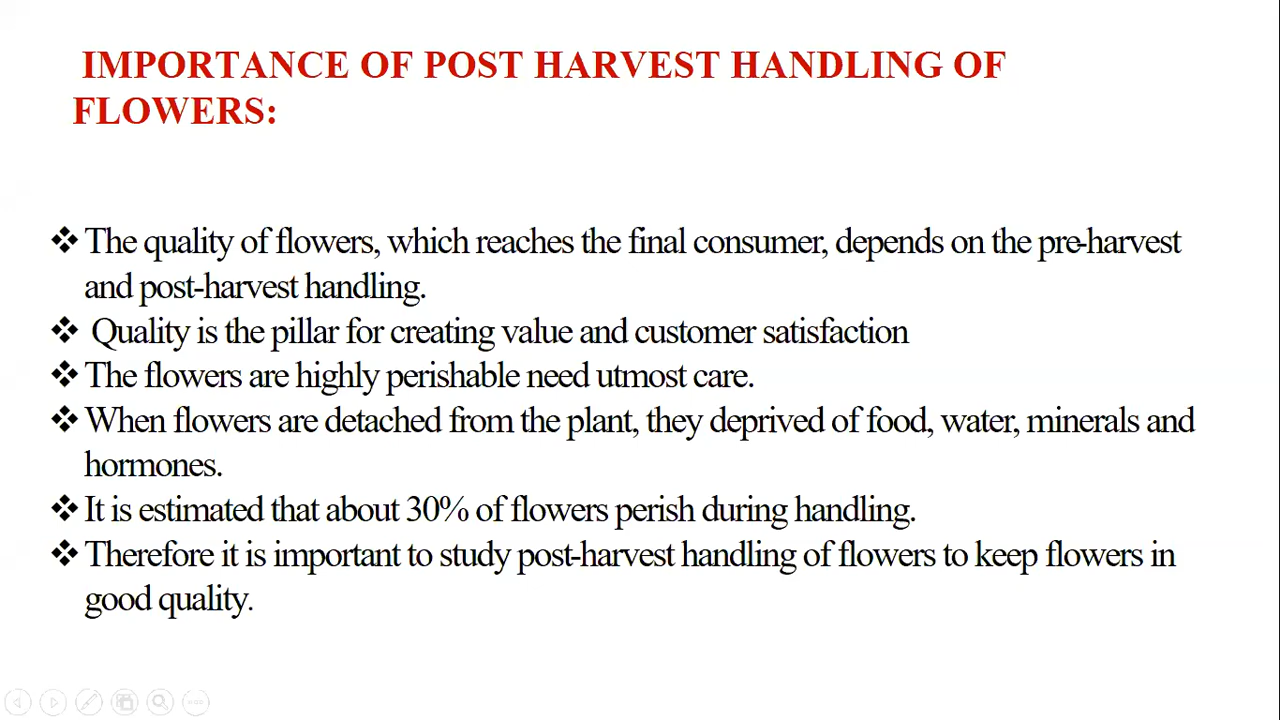 IMPORTANCE OF POST HARVEST HANDLING OF
FLOWERS:
❖ The quality of flowers, which reaches the final consumer, depends on the pre-harvest
and post-harvest handling.
❖ Quality is the pillar for creating value and customer satisfaction
❖ The flowers are highly perishable need utmost care.
❖ When flowers are detached from the plant, they deprived of food, water, minerals and
hormones.
❖ It is estimated that about 30% of flowers perish during handling.
❖ Therefore it is important to study post-harvest handling of flowers to keep flowers in
good quality.